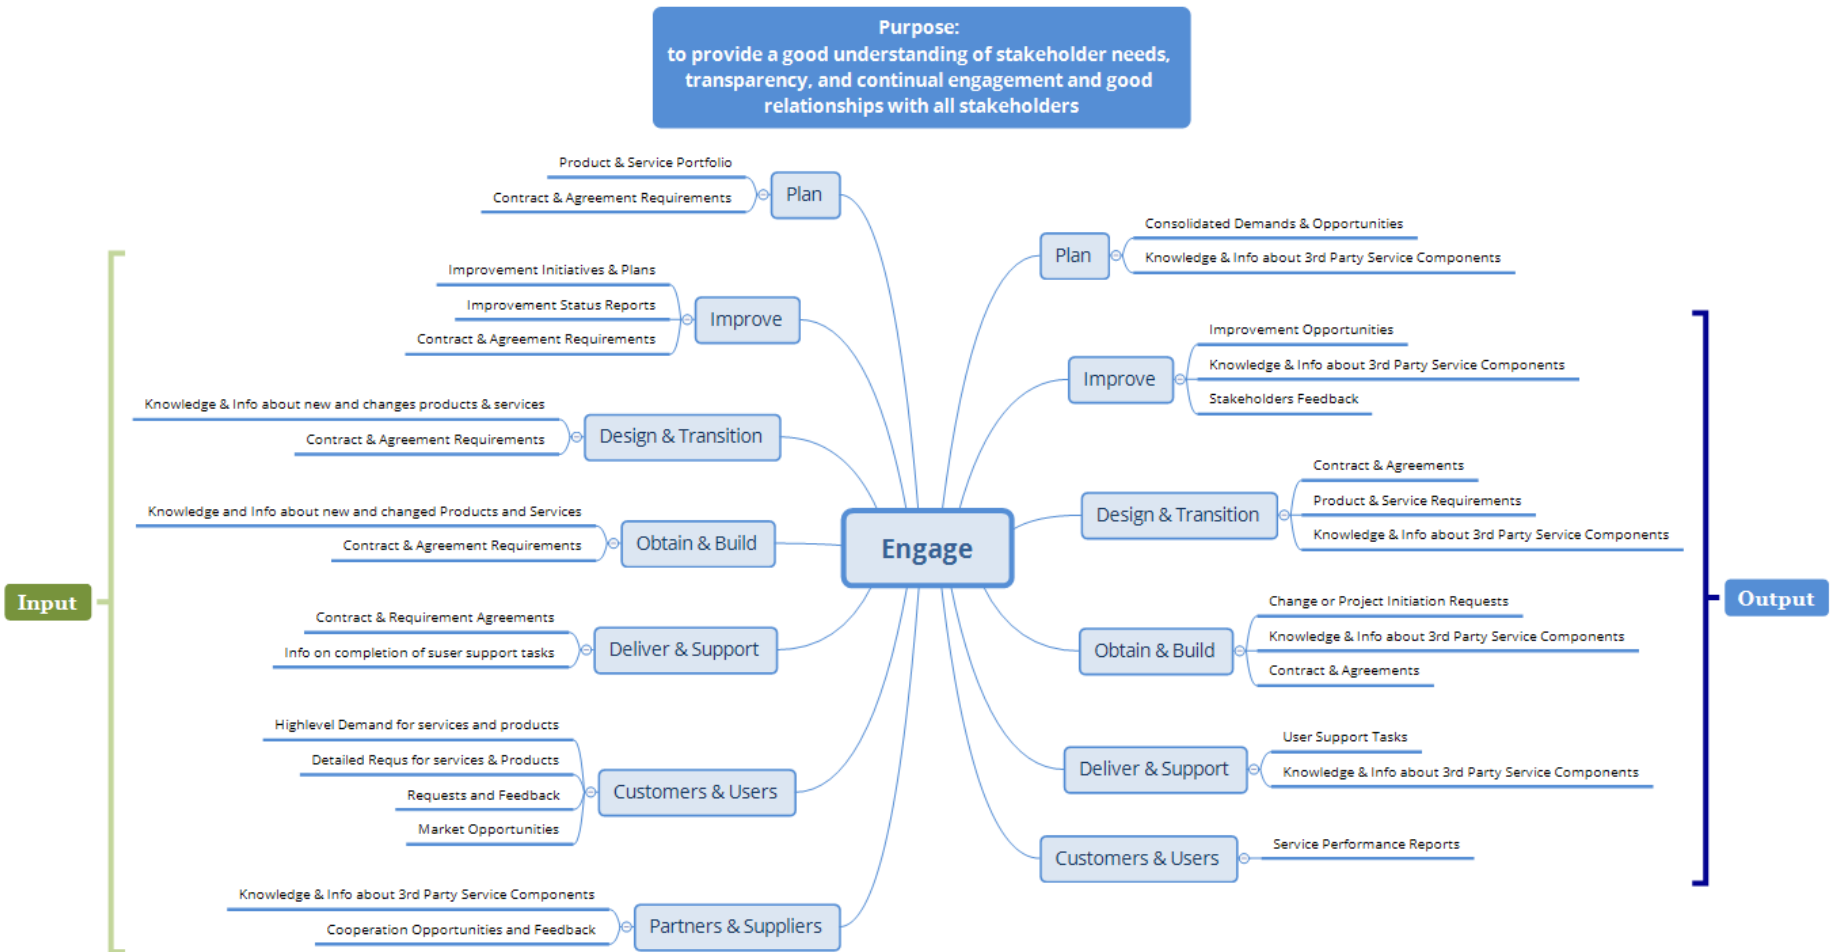 Purpose:
to provide a good understanding of stakeholder needs,
transparency, and continual engagement and good
relationships with all stakeholders
Product & Service Portfolio
Contract & Agreement Requirements
Plan
Improvement Initiatives & Plans
Improvement Status Reports
Contract & Agreement Requirements
Improve
Knowledge & Info about new and changes products & services
Contract & Agreement Requirements
Design & Transition
Knowledge and Info about new and changed Products and Services
Contract & Agreement Requirements
Obtain & Build
Input
Contract & Requirement Agreements
Info on completion of suser support tasks
Deliver & Support
Highlevel Demand for services and products
Detailed Requs for services & Products
Requests and Feedback
Market Opportunities
Customers & Users
Knowledge & Info about 3rd Party Service Components
Cooperation Opportunities and Feedback
Partners & Suppliers
Engage
Plan
Consolidated Demands & Opportunities
Knowledge & Info about 3rd Party Service Components
Improve
Improvement Opportunities
Knowledge & Info about 3rd Party Service Components
Stakeholders Feedback
Design & Transition
Contract & Agreements
Product & Service Requirements
Knowledge & Info about 3rd Party Service Components
Obtain & Build
Change or Project Initiation Requests
Knowledge & Info about 3rd Party Service Components
Contract & Agreements
Deliver & Support
User Support Tasks
Knowledge & Info about 3rd Party Service Components
Customers & Users
Service Performance Reports
Output